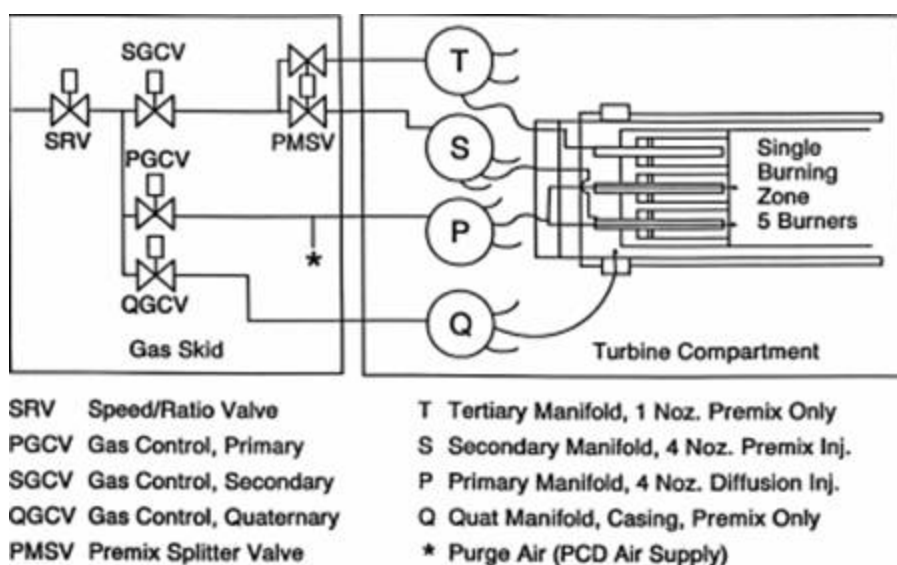 SGCV
T
SRV
PMSV
S
Single
Burning
Zone
5 Burners
PGCV
P
*
QGCV
Q
Gas Skid
Turbine Compartment
SRV Speed/Ratio Valve
PGCV Gas Control, Primary
SGCV Gas Control, Secondary
QGCV Gas Control, Quaternary
PMSV Premix Splitter Valve
T Tertiary Manifold, 1 Noz. Premix Only
S Secondary Manifold, 4 Noz. Premix Inj.
P Primary Manifold, 4 Noz. Diffusion Inj.
Q Quat Manifold, Casing, Premix Only
* Purge Air (PCD Air Supply)